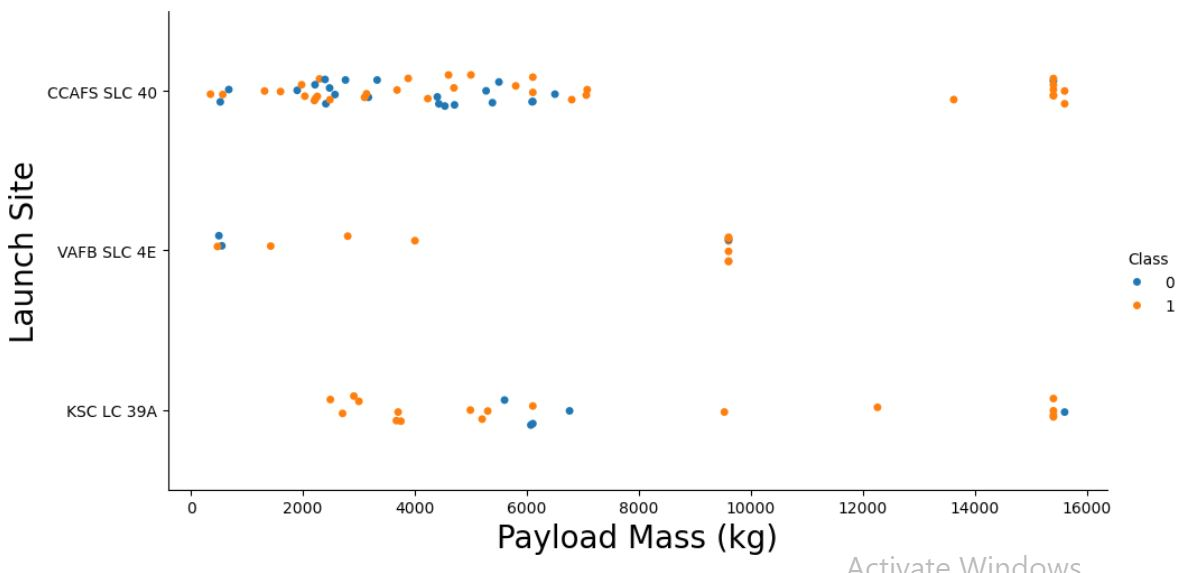 Launch Site
CCAFS SLC 40
VAFB SLC 4E
KSC LC 39A
0 2000 4000 6000 8000 10000 12000 14000 16000
Payload Mass (kg)
Class
0
1
Activate Windows